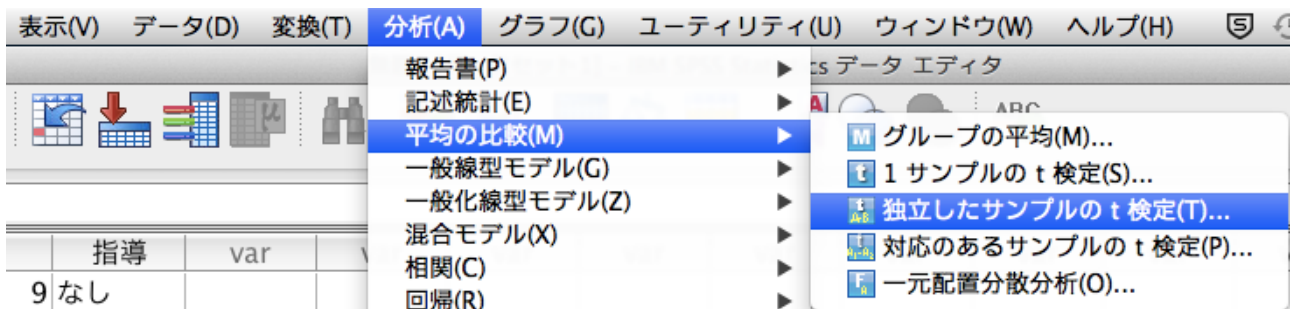 表示(V) データ(D) 変換(T) 分析(A) グラフ(G) ユーティリティ(U) ウィンドウ(W) ヘルプ(H)
報告書(P)
cs データ エディタ
記述統計(E)
ABC
平均の比較(M)
グループの平均(M)...
一般線型モデル(G)
1 サンプルの t 検定(S)...
一般化線型モデル(Z)
独立したサンプルの t 検定(T)...
混合モデル(X)
対応のあるサンプルの t 検定(P)...
指導 var
相関(C)
一元配置分散分析(O)...
9 なし
回帰(R)